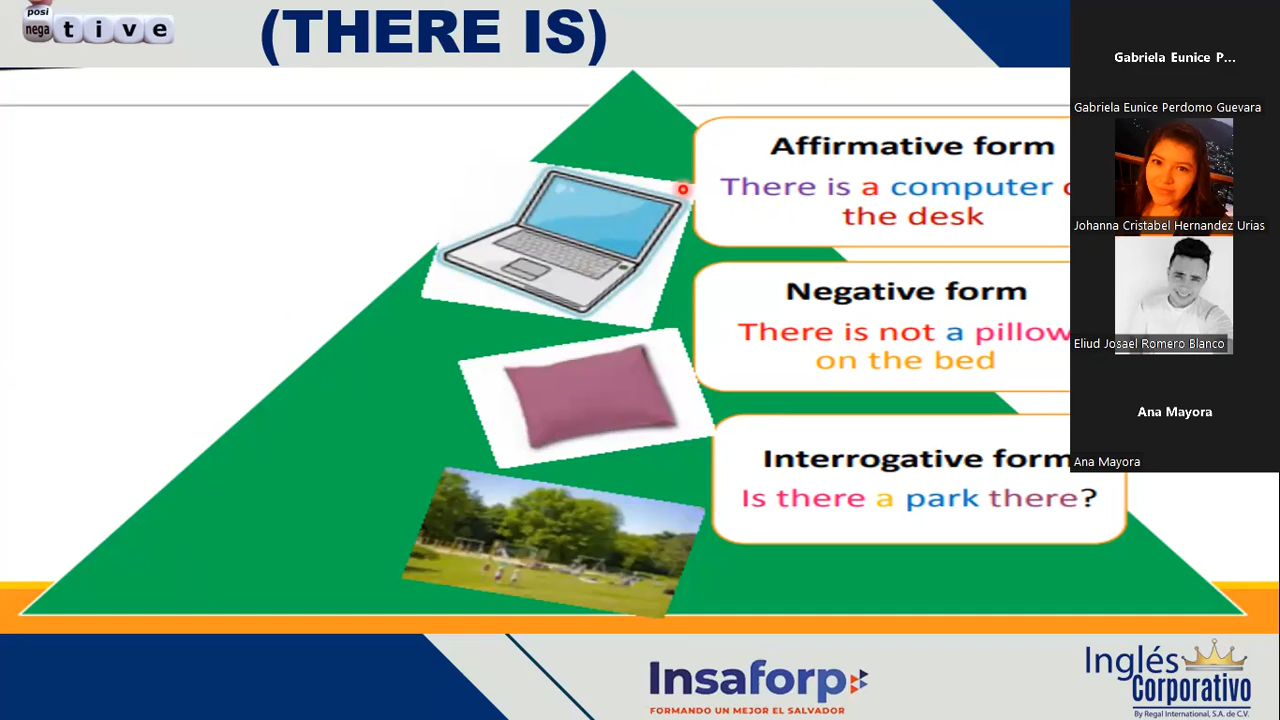 posi
nega tive
(THERE IS)
Affirmative form
There is a computer
the desk
Negative form
There is not a pillow
on the bed
Interrogative form
Is there a park there?
Gabriela Eunice P...
Gabriela Eunice Perdomo Guevara
Johanna Cristabel Hernandez Urias
Eliud Josael Romero Blanco
Ana Mayora
Ana Mayora
Insaforp
FORMANDO UN MEJOR EL SALVADOR
Inglés
Corporativo
By Regal International, S.A. de C.V.